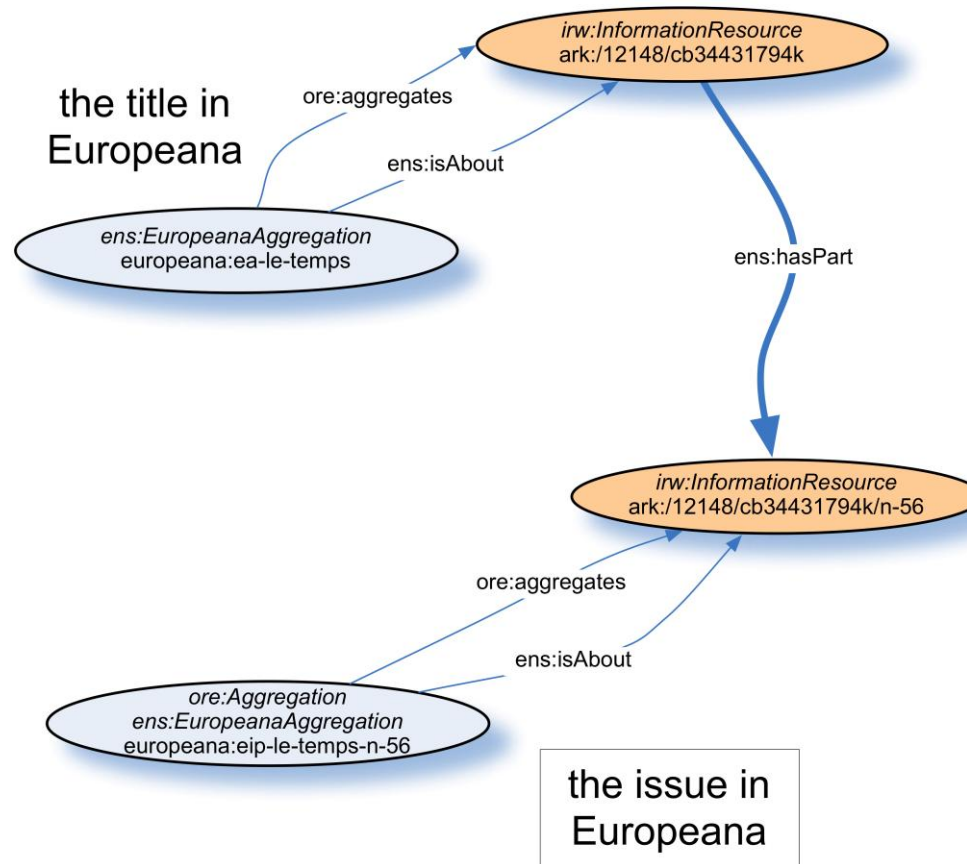 irw:InformationResource
ark:/12148/cb34431794k
ore:aggregates
the title in
Europeana
ens:isAbout
ens:EuropeanaAggregation
europeana:ea-le-temps
ens:hasPart
irw:InformationResource
ark:/12148/cb34431794k/n-56
ore:aggregates
ens:isAbout
ore:Aggregation
ens:EuropeanaAggregation
europeana:eip-le-temps-n-56
the issue in
Europeana